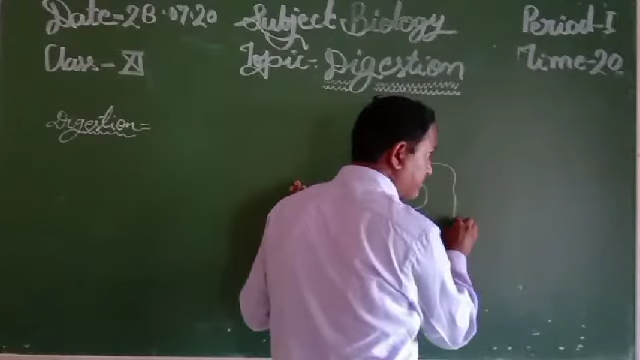 Date=28.07.20 Subject:Biology Period-I
Class-XI Topic:Digestion Time-20
Digestion=